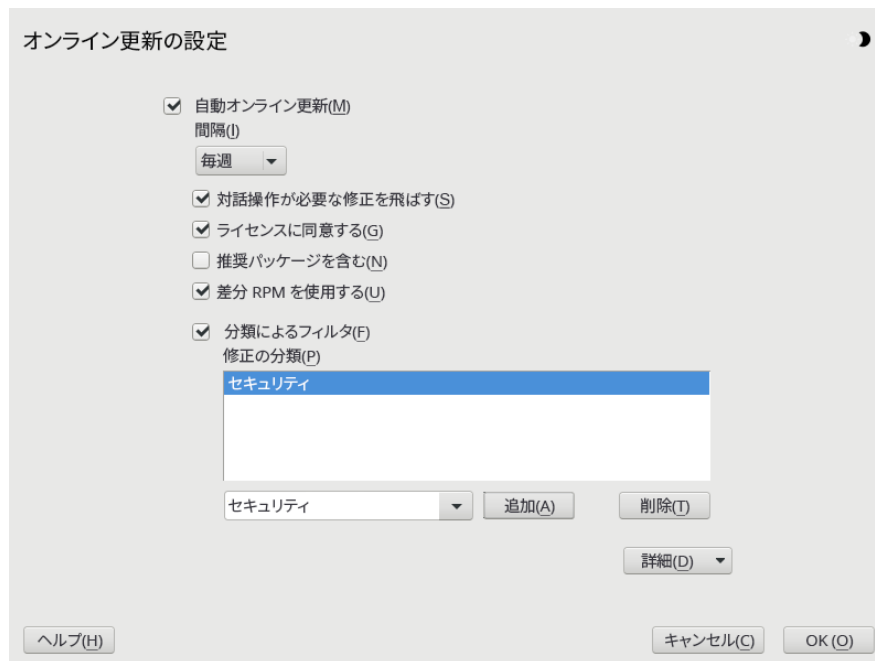 オンライン更新の設定
自動オンライン更新(M)
間隔(I)
毎週
対話操作が必要な修正を飛ばす(S)
ライセンスに同意する(G)
推奨パッケージを含む(N)
差分 RPM を使用する(U)
分類によるフィルタ(F)
修正の分類(P)
セキュリティ
セキュリティ 追加(A) 削除(T)
詳細(D)
ヘルプ(H) キャンセル(C) OK (O)